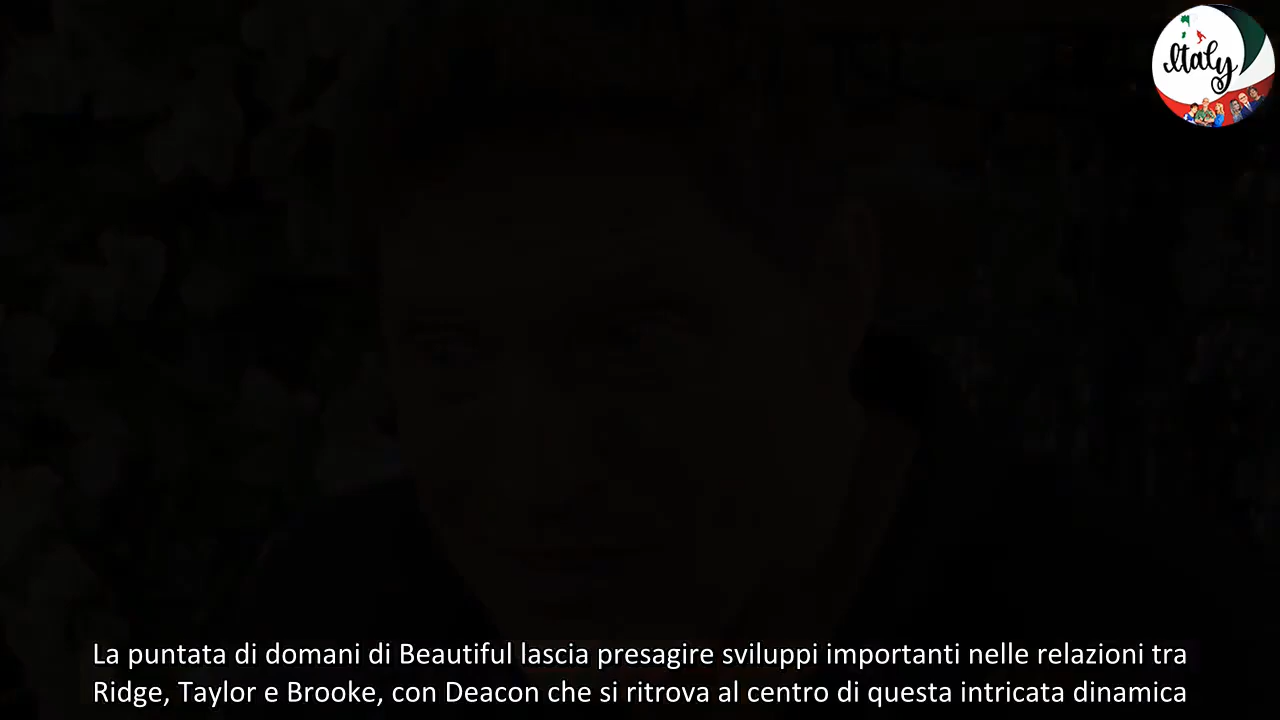 Italy
La puntata di domani di Beautiful lascia presagire sviluppi importanti nelle relazioni tra
Ridge, Taylor e Brooke, con Deacon che si ritrova al centro di questa intricata dinamica